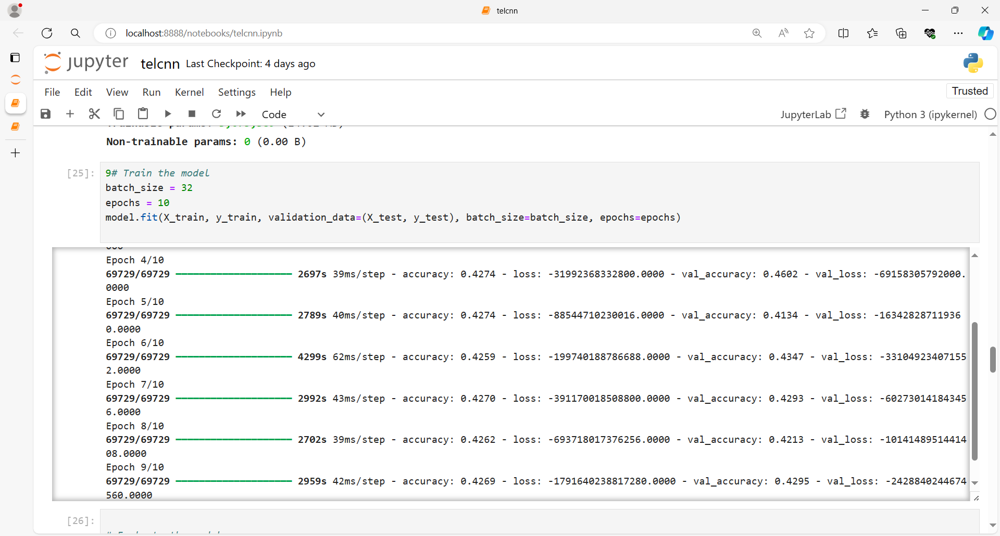 telcnn
localhost:8888/notebooks/telcnn.ipynb
jupyter telcnn Last Checkpoint: 4 days ago
File Edit View Run Kernel Settings Help
Trusted
Code
JupyterLab
Python 3 (ipykernel)
Non-trainable params: 0 (0.00 B)
[25]:
9# Train the model
batch_size = 32
epochs = 10
model.fit(X_train, y_train, validation_data=(X_test, y_test), batch_size=batch_size, epochs=epochs)
Epoch 4/10
69729/69729 2697s 39ms/step - accuracy: 0.4274 - loss: -31992368332800.0000 - val_accuracy: 0.4602 - val_loss: -69158305792000.
0000
Epoch 5/10
69729/69729 2789s 40ms/step - accuracy: 0.4274 - loss: -88544710230016.0000 - val_accuracy: 0.4134 - val_loss: -16342828711936
0.0000
Epoch 6/10
69729/69729 4299s 62ms/step - accuracy: 0.4259 - loss: -199740188786688.0000 - val_accuracy: 0.4347 - val_loss: -33104923407155
2.0000
Epoch 7/10
69729/69729 2992s 43ms/step - accuracy: 0.4270 - loss: -391170018508800.0000 - val_accuracy: 0.4293 - val_loss: -60273014184345
6.0000
Epoch 8/10
69729/69729 2702s 39ms/step - accuracy: 0.4262 - loss: -693718017376256.0000 - val_accuracy: 0.4213 - val_loss: -10141489514414
08.0000
Epoch 9/10
69729/69729 2959s 42ms/step - accuracy: 0.4269 - loss: -1791640238817280.0000 - val_accuracy: 0.4295 - val_loss: -2428840244674
560.0000
[26]: